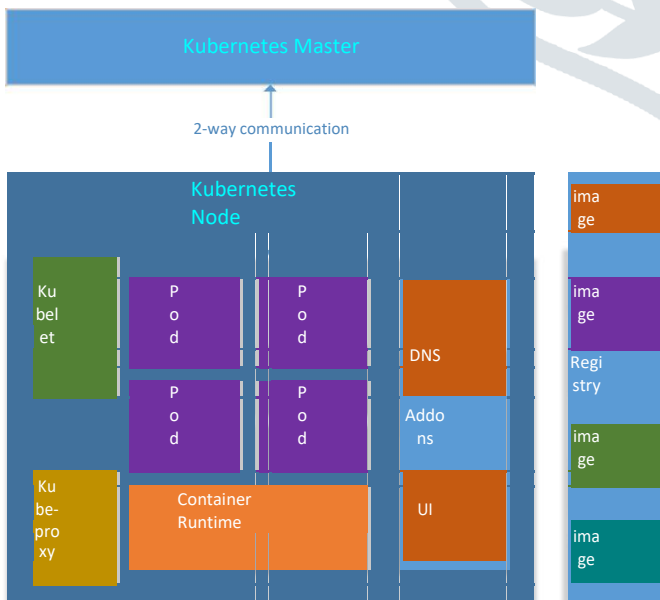 Kubernetes Master
2-way communication
Kubernetes
Node
Ku
bel
et
P
o
d
P
o
d
P
o
d
P
o
d
Ku
be-
pro
xy
Container
Runtime
DNS
Addo
ns
UI
ima
ge
ima
ge
Regi
stry
ima
ge
ima
ge